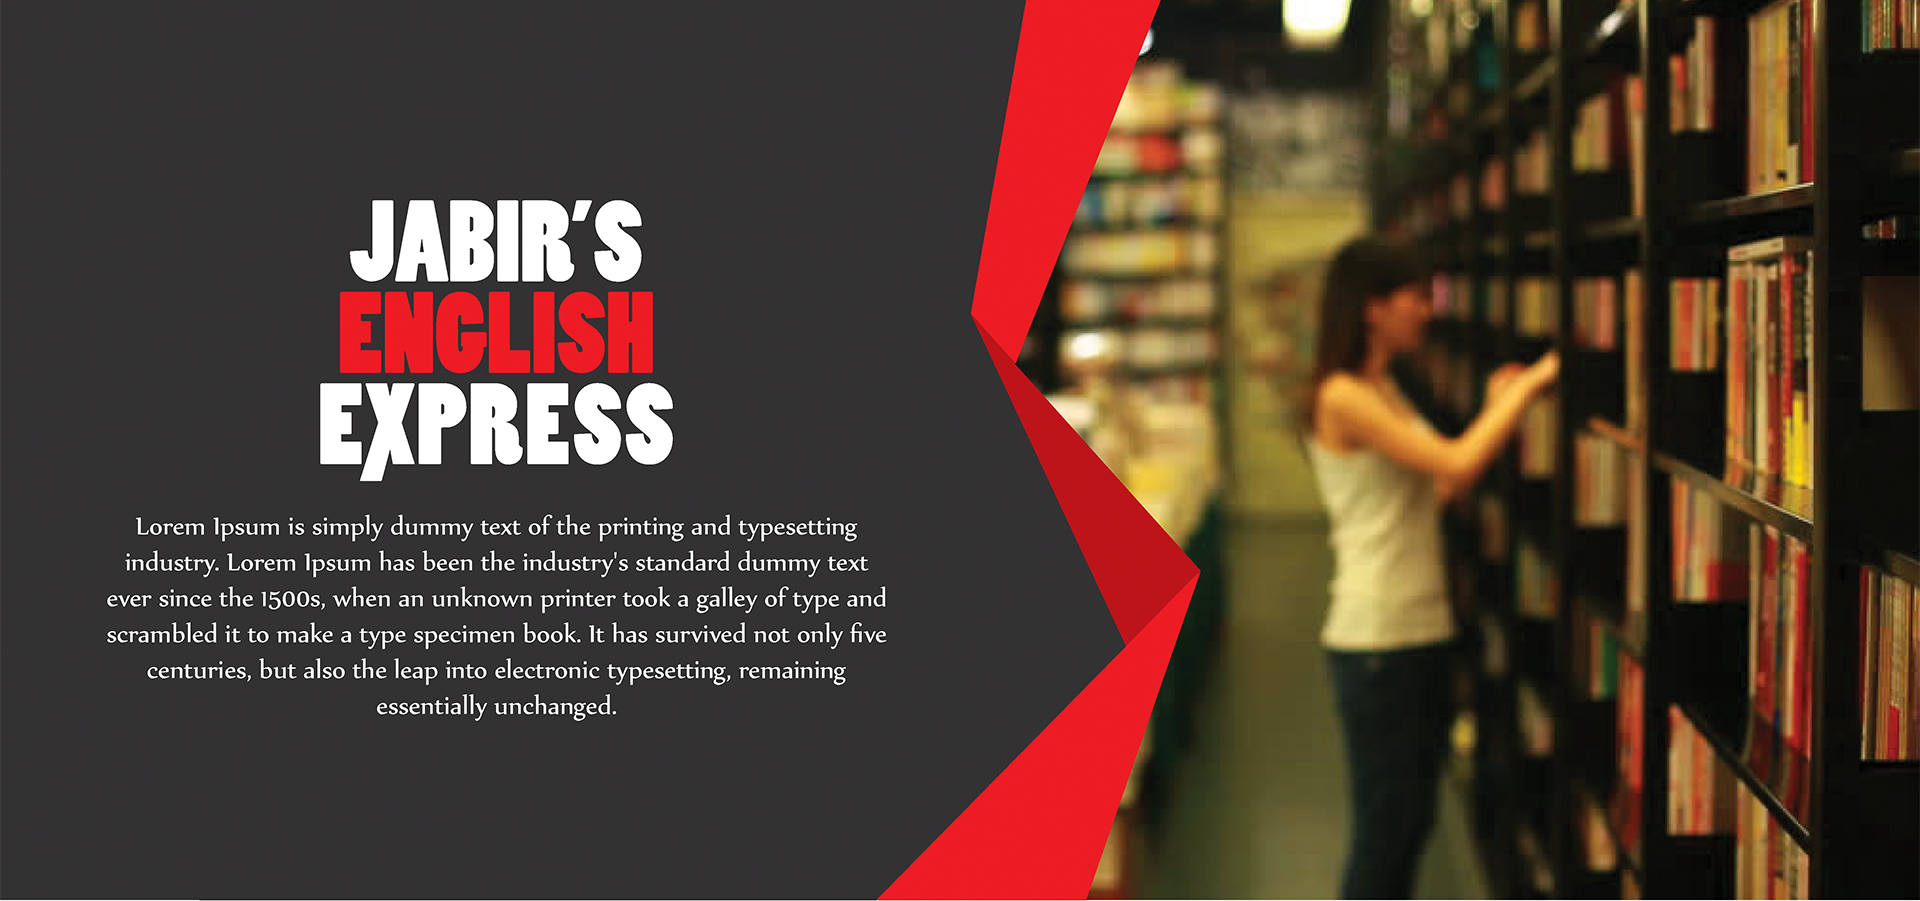 JABIR'S
ENGLISH
EXPRESS
Lorem Ipsum is simply dummy text of the printing and typesetting
industry. Lorem Ipsum has been the industry's standard dummy text
ever since the 1500s, when an unknown printer took a galley of type and
scrambled it to make a type specimen book. It has survived not only five
centuries, but also the leap into electronic typesetting, remaining
essentially unchanged.